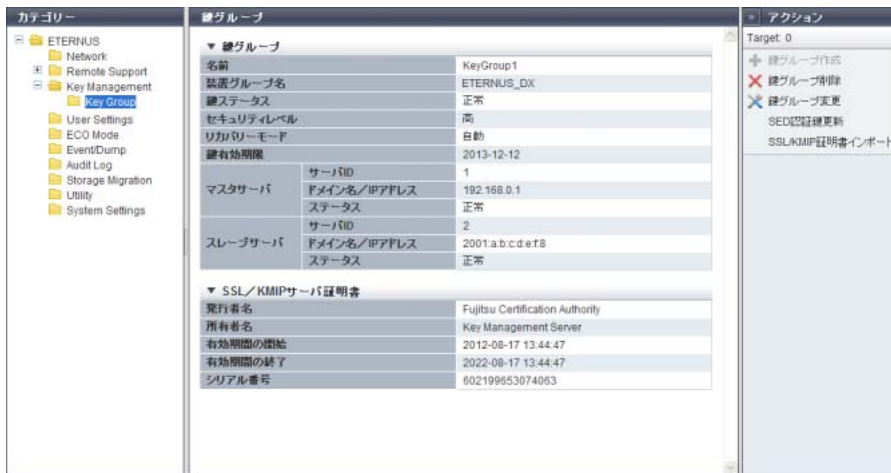 カテゴリー
ETERNUS
Network
Remote Support
Key Management
Key Group
User Settings
ECO Mode
Event/Dump
Audit Log
Storage Migration
Utility
System Settings
鍵グループ
▼ 鍵グループ
名前 KeyGroup1
装置グループ名 ETERNUS_DX
鍵ステータス 正常
セキュリティレベル 高
リカバリーモード 自動
鍵有効期限 2013-12-12
マスタサーバ
サーバID 1
ドメイン名/IPアドレス 192.168.0.1
ステータス 正常
スレーブサーバ
サーバID 2
ドメイン名/IPアドレス 2001:a:b:c:d:e:f:8
ステータス 正常
▼ SSL/KMIPサーバ証明書
発行者名 Fujitsu Certification Authority
所有者名 Key Management Server
有効期間の開始 2012-08-17 13:44:47
有効期間の終了 2022-08-17 13:44:47
シリアル番号 602199653074063
» アクション
Target: 0
鍵グループ作成
鍵グループ削除
鍵グループ変更
SED認証鍵更新
SSL/KMIP証明書インポート